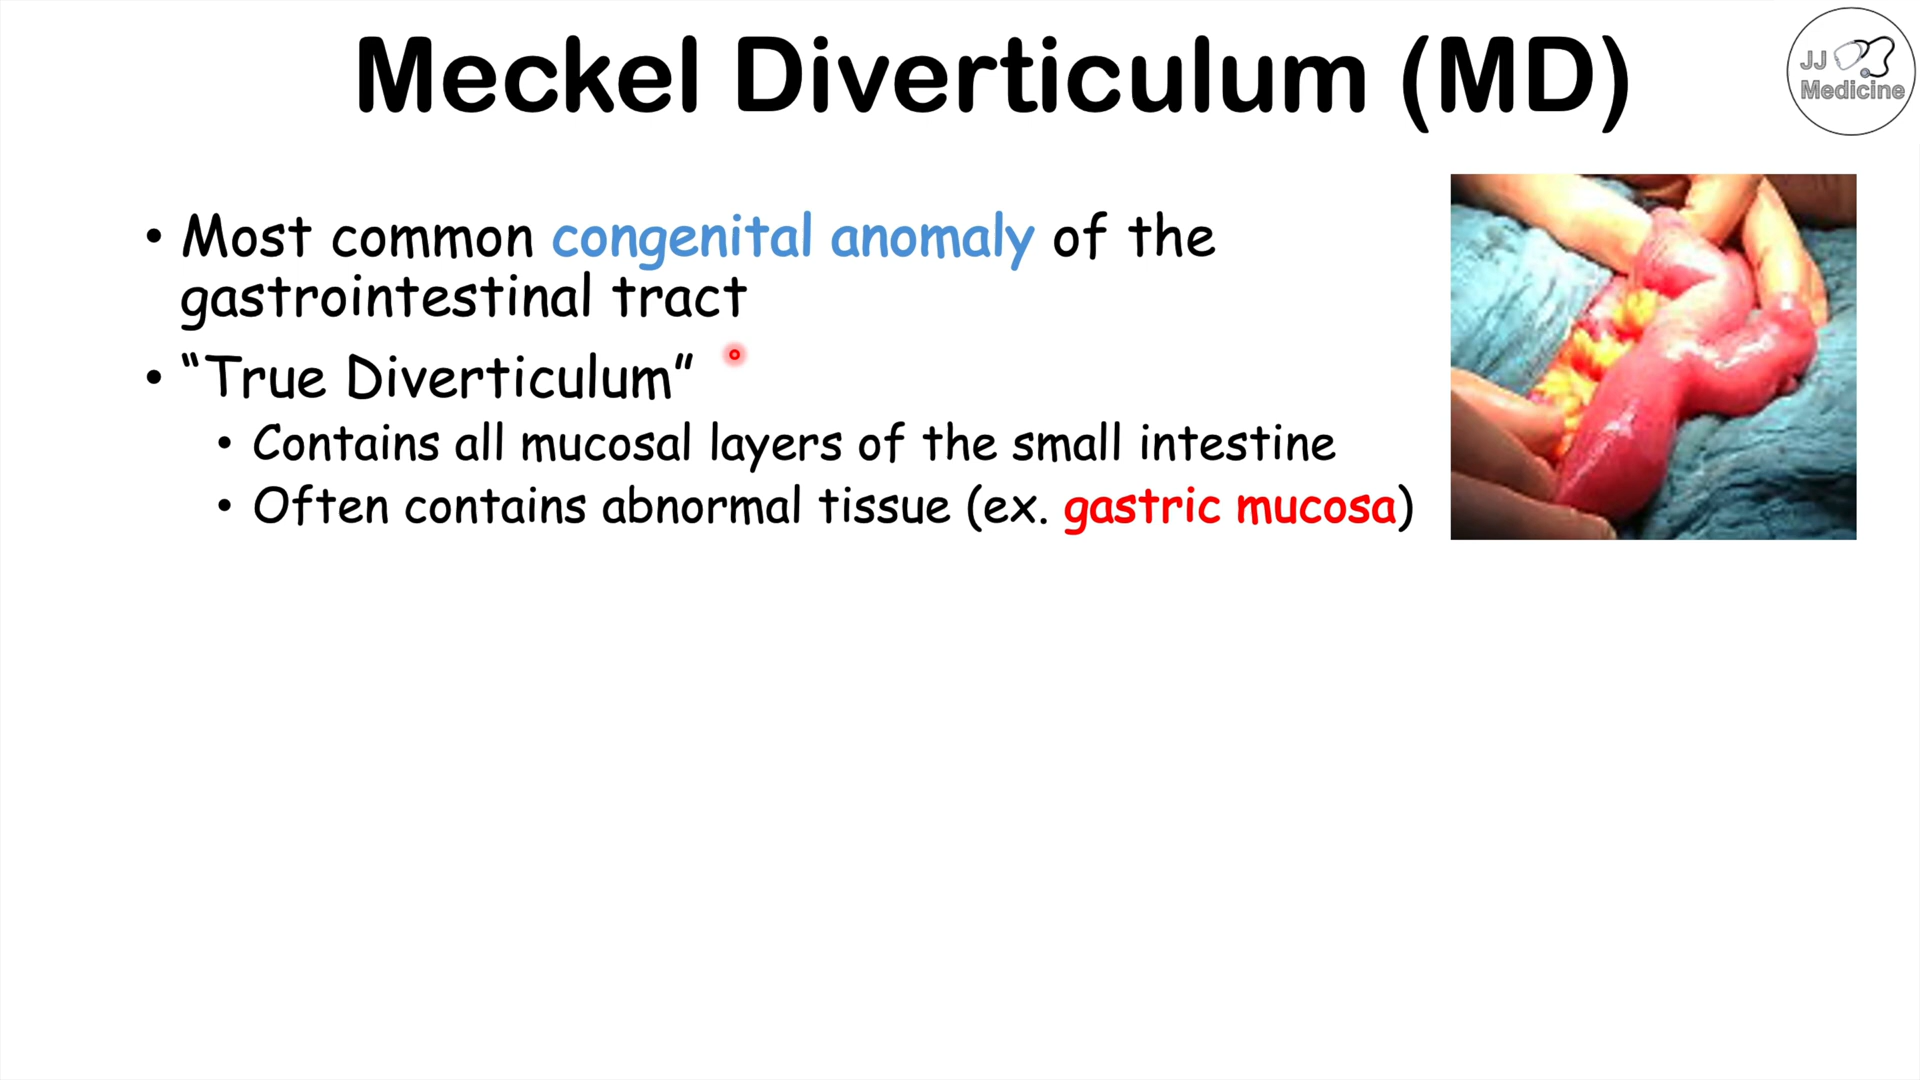 Meckel Diverticulum (MD)
JJ
Medicine
• Most common congenital anomaly of the
gastrointestinal tract
• “True Diverticulum”
• Contains all mucosal layers of the small intestine
• Often contains abnormal tissue (ex. gastric mucosa)